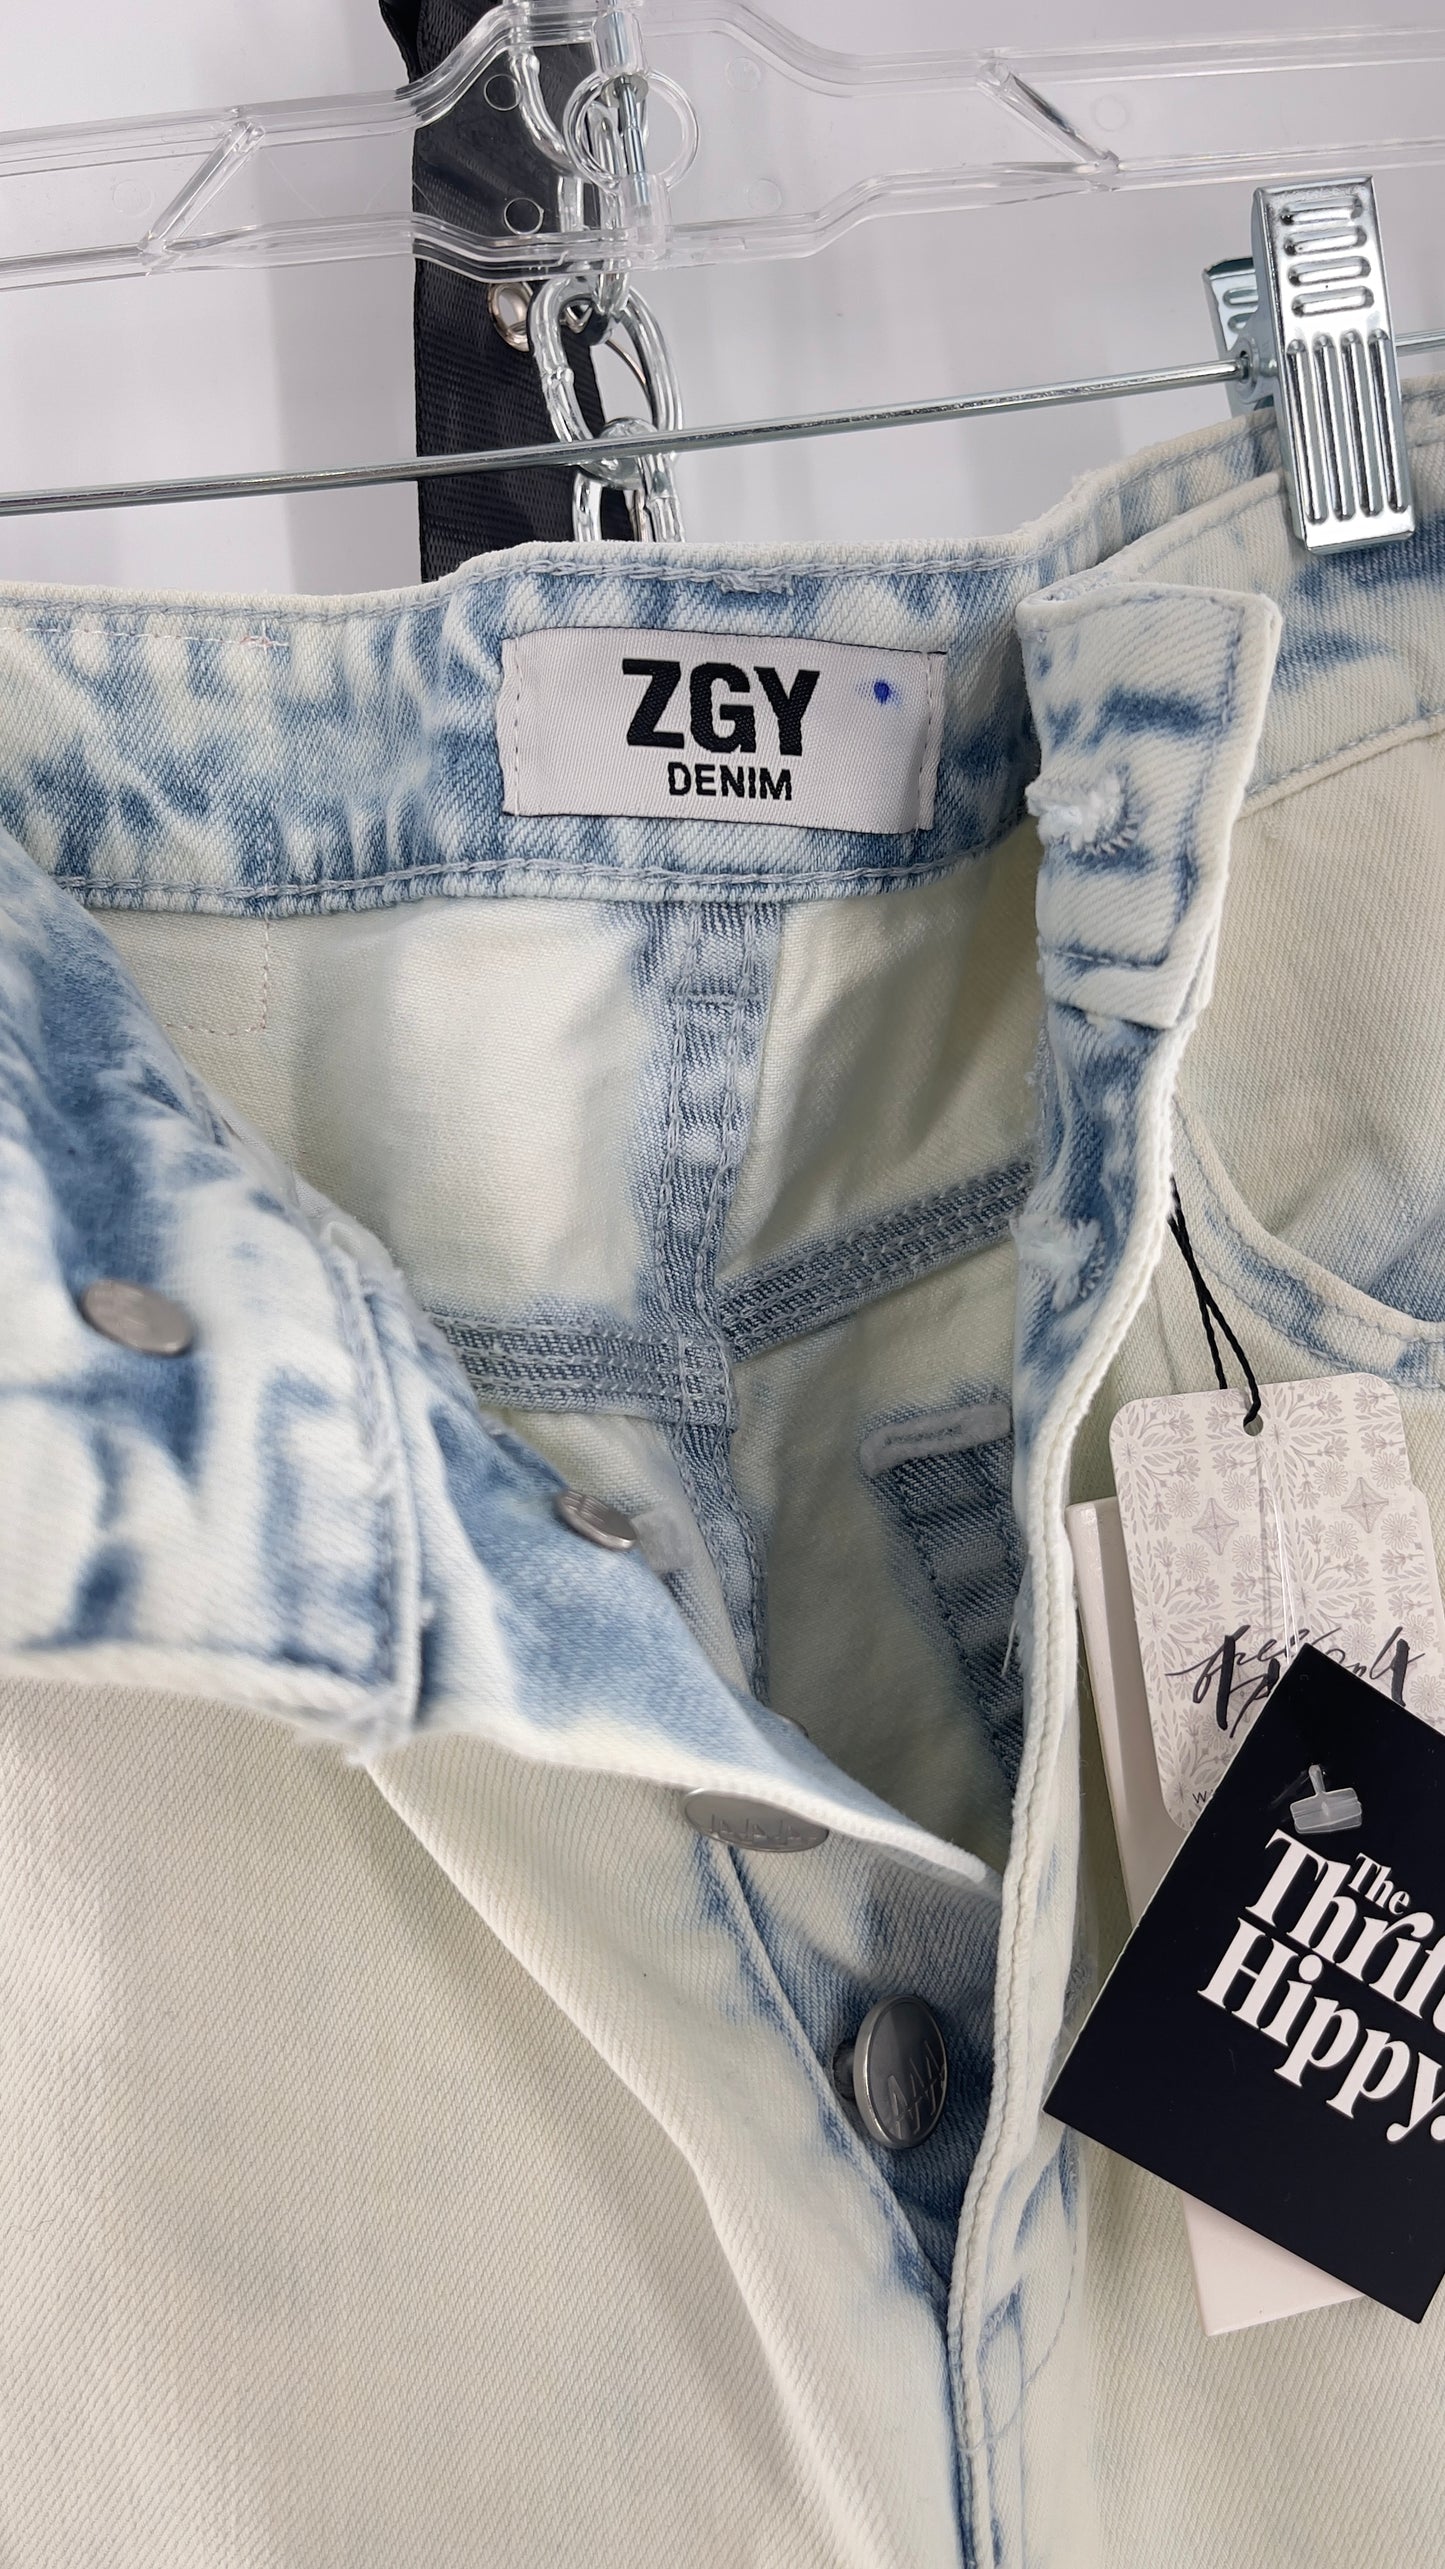 ZGY
DENIM
The
Thrift
Hippy.